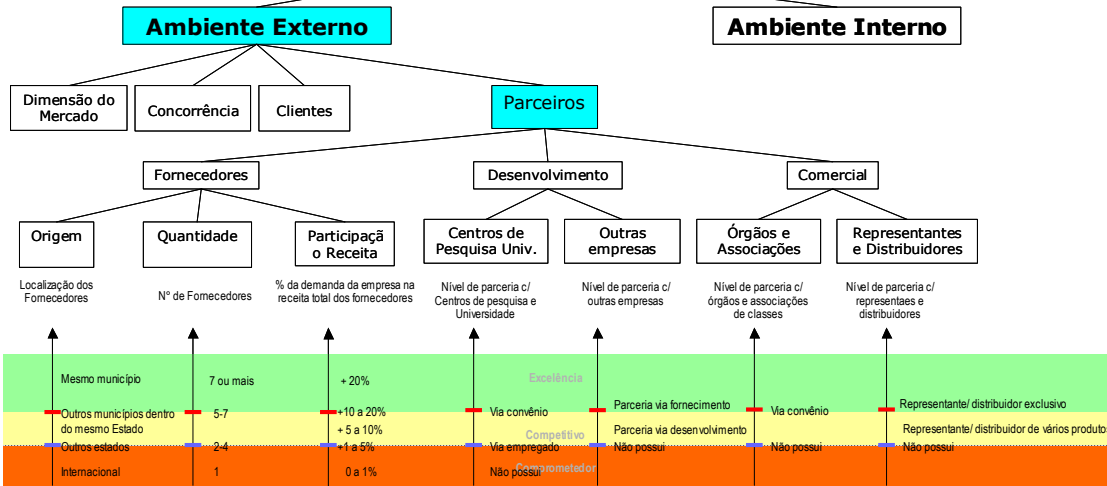 Ambiente Externo
Ambiente Interno
Dimensão do
Mercado
Concorrência
Clientes
Parceiros
Fornecedores
Desenvolvimento
Comercial
Origem
Quantidade
Participaçã
o Receita
Centros de
Pesquisa Univ.
Outras
empresas
Órgãos e
Associações
Representantes
e Distribuidores
Localização dos
Fornecedores
Nº de Fornecedores
% da demanda da empresa na
receita total dos fornecedores
Nível de parceria c/
Centros de pesquisa e
Universidade
Nível de parceria c/
outras empresas
Nível de parceria c/
órgãos e associações
de classes
Nível de parceria c/
representaes e
distribuidores
Mesmo município
7 ou mais
+ 20%
Excelência
Outros municípios dentro
do mesmo Estado
5-7
+10 a 20%
+ 5 a 10%
Via convênio
Parceria via fornecimento
Parceria via desenvolvimento
Via convênio
Representante/ distribuidor exclusivo
Representante/ distribuidor de vários produtos
Competitivo
Outros estados
2-4
+1 a 5%
Via empregado
Não possui
Não possui
Não possui
Internacional
1
0 a 1%
Não possui
Comprometedor